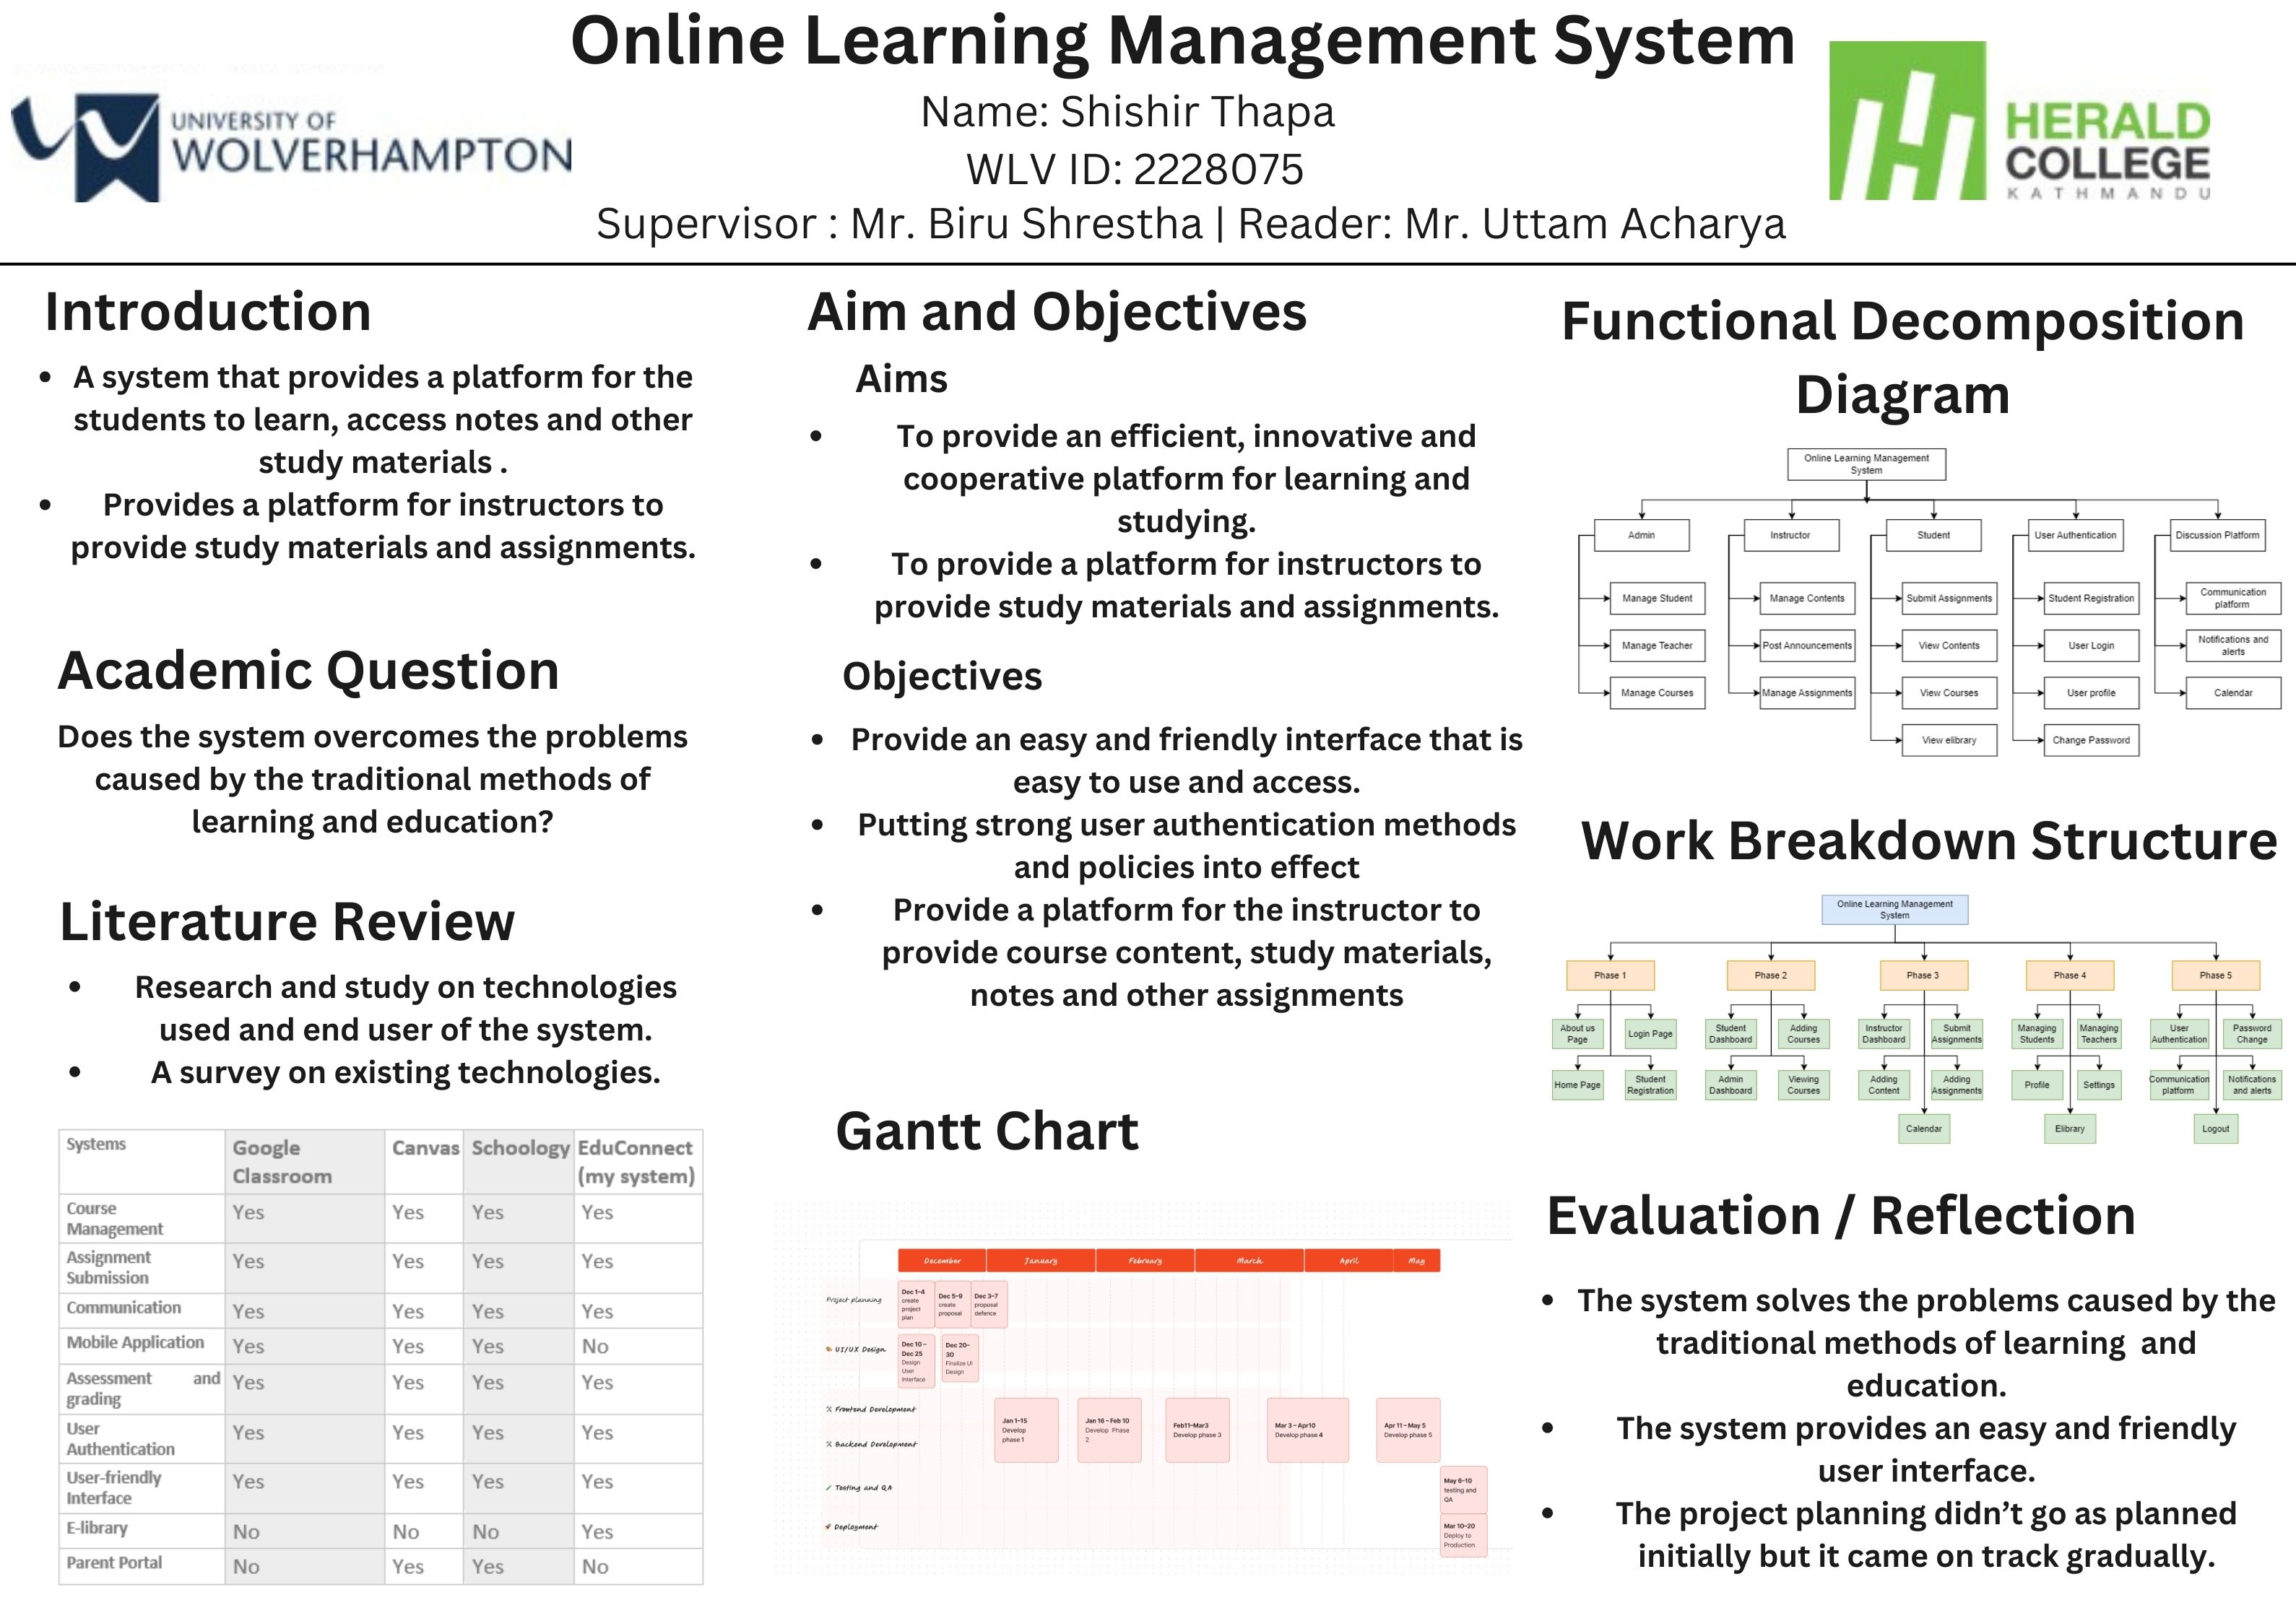 Online Learning Management System
UNIVERSITY OF
WOLVERHAMPTON
Name: Shishir Thapa
WLV ID: 2228075
Supervisor : Mr. Biru Shrestha | Reader: Mr. Uttam Acharya
HERALD
COLLEGE
KATHMANDU
Introduction
• A system that provides a platform for the
students to learn, access notes and other
study materials .
• Provides a platform for instructors to
provide study materials and assignments.
Academic Question
Does the system overcomes the problems
caused by the traditional methods of
learning and education?
Literature Review
• Research and study on technologies
used and end user of the system.
• A survey on existing technologies.
Systems Google Classroom Canvas Schoology EduConnect (my system)
Course Management Yes Yes Yes Yes
Assignment Submission Yes Yes Yes Yes
Communication Yes Yes Yes Yes
Mobile Application Yes Yes Yes No
Assessment and grading Yes Yes Yes Yes
User Authentication Yes Yes Yes Yes
User-friendly Interface Yes Yes Yes Yes
E-library No No No Yes
Parent Portal No Yes Yes No
Aim and Objectives
Aims
• To provide an efficient, innovative and
cooperative platform for learning and
studying.
• To provide a platform for instructors to
provide study materials and assignments.
Objectives
• Provide an easy and friendly interface that is
easy to use and access.
• Putting strong user authentication methods
and policies into effect
• Provide a platform for the instructor to
provide course content, study materials,
notes and other assignments
Gantt Chart
December January February March April May
Project planning
Dec 1-4
create
project
plan
Dec 5-9
create
proposal
Dec 3-7
proposal
defence
UI/UX Design
Dec 10 -
Dec 25
Design
User
Interface
Dec 20-
30
Finalize UI
Design
Frontend Development
Backend Development
Jan 1-15
Develop
phase 1
Jan 16 - Feb 10
Develop Phase
2
Feb11-Mar3
Develop phase 3
Mar 3 - Apr10
Develop phase 4
Apr 11 - May 5
Develop phase 5
Testing and QA
May 6-10
testing and
QA
Deployment
Mar 10-20
Deploy to
Production
Functional Decomposition
Diagram
Online Learning Management
System
Admin
Instructor
Student
User Authentication
Discussion Platform
Manage Student
Manage Contents
Submit Assignments
Student Registration
Communication
platform
Manage Teacher
Post Announcements
View Contents
User Login
Notifications and
alerts
Manage Courses
Manage Assignments
View Courses
User profile
Calendar
View elibrary
Change Password
Work Breakdown Structure
Online Learning Management
System
Phase 1
Phase 2
Phase 3
Phase 4
Phase 5
About us
Page
Login Page
Student
Dashboard
Adding
Courses
Instructor
Dashboard
Submit
Assignments
Managing
Students
Managing
Teachers
User
Authentication
Password
Change
Home Page
Student
Registration
Admin
Dashboard
Viewing
Courses
Adding
Content
Adding
Assignments
Profile
Settings
Communication
platform
Notifications
and alerts
Calendar
Elibrary
Logout
Evaluation / Reflection
• The system solves the problems caused by the
traditional methods of learning and
education.
• The system provides an easy and friendly
user interface.
• The project planning didn’t go as planned
initially but it came on track gradually.